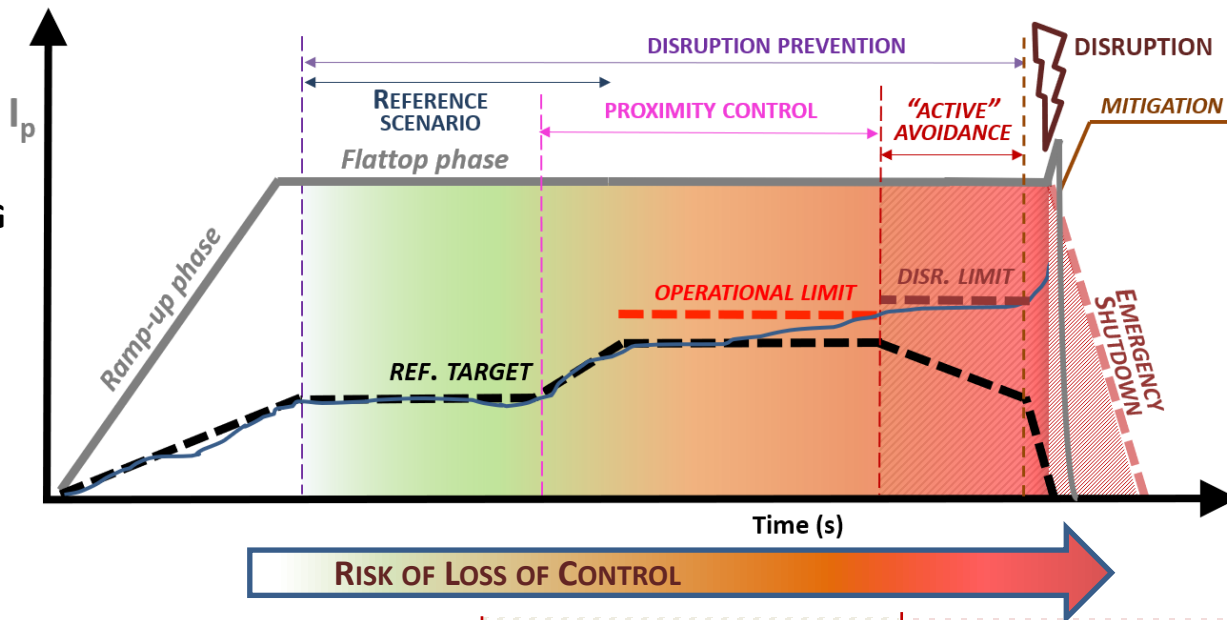 DISRUPTION PREVENTION
DISRUPTION
REFERENCE
SCENARIO
PROXIMITY CONTROL
“ACTIVE”
AVOIDANCE
MITIGATION
Ip
Flattop phase
Ramp-up phase
OPERATIONAL LIMIT
DISR. LIMIT
REF. TARGET
EMERGENCY
SHUTDOWN
Time (s)
RISK OF LOSS OF CONTROL